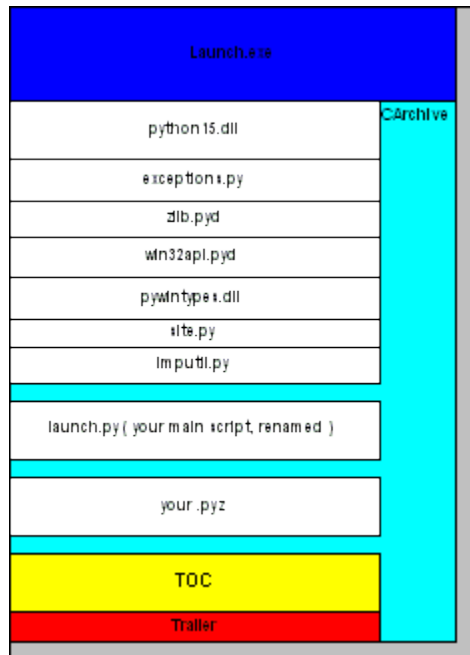 Launch.exe
CArchive
python15.dll
exceptions.py
zlib.pyd
win32api.pyd
pywintypes.dll
site.py
imputil.py
launch.py ( your main script, renamed )
your .pyz
TOC
Trailer